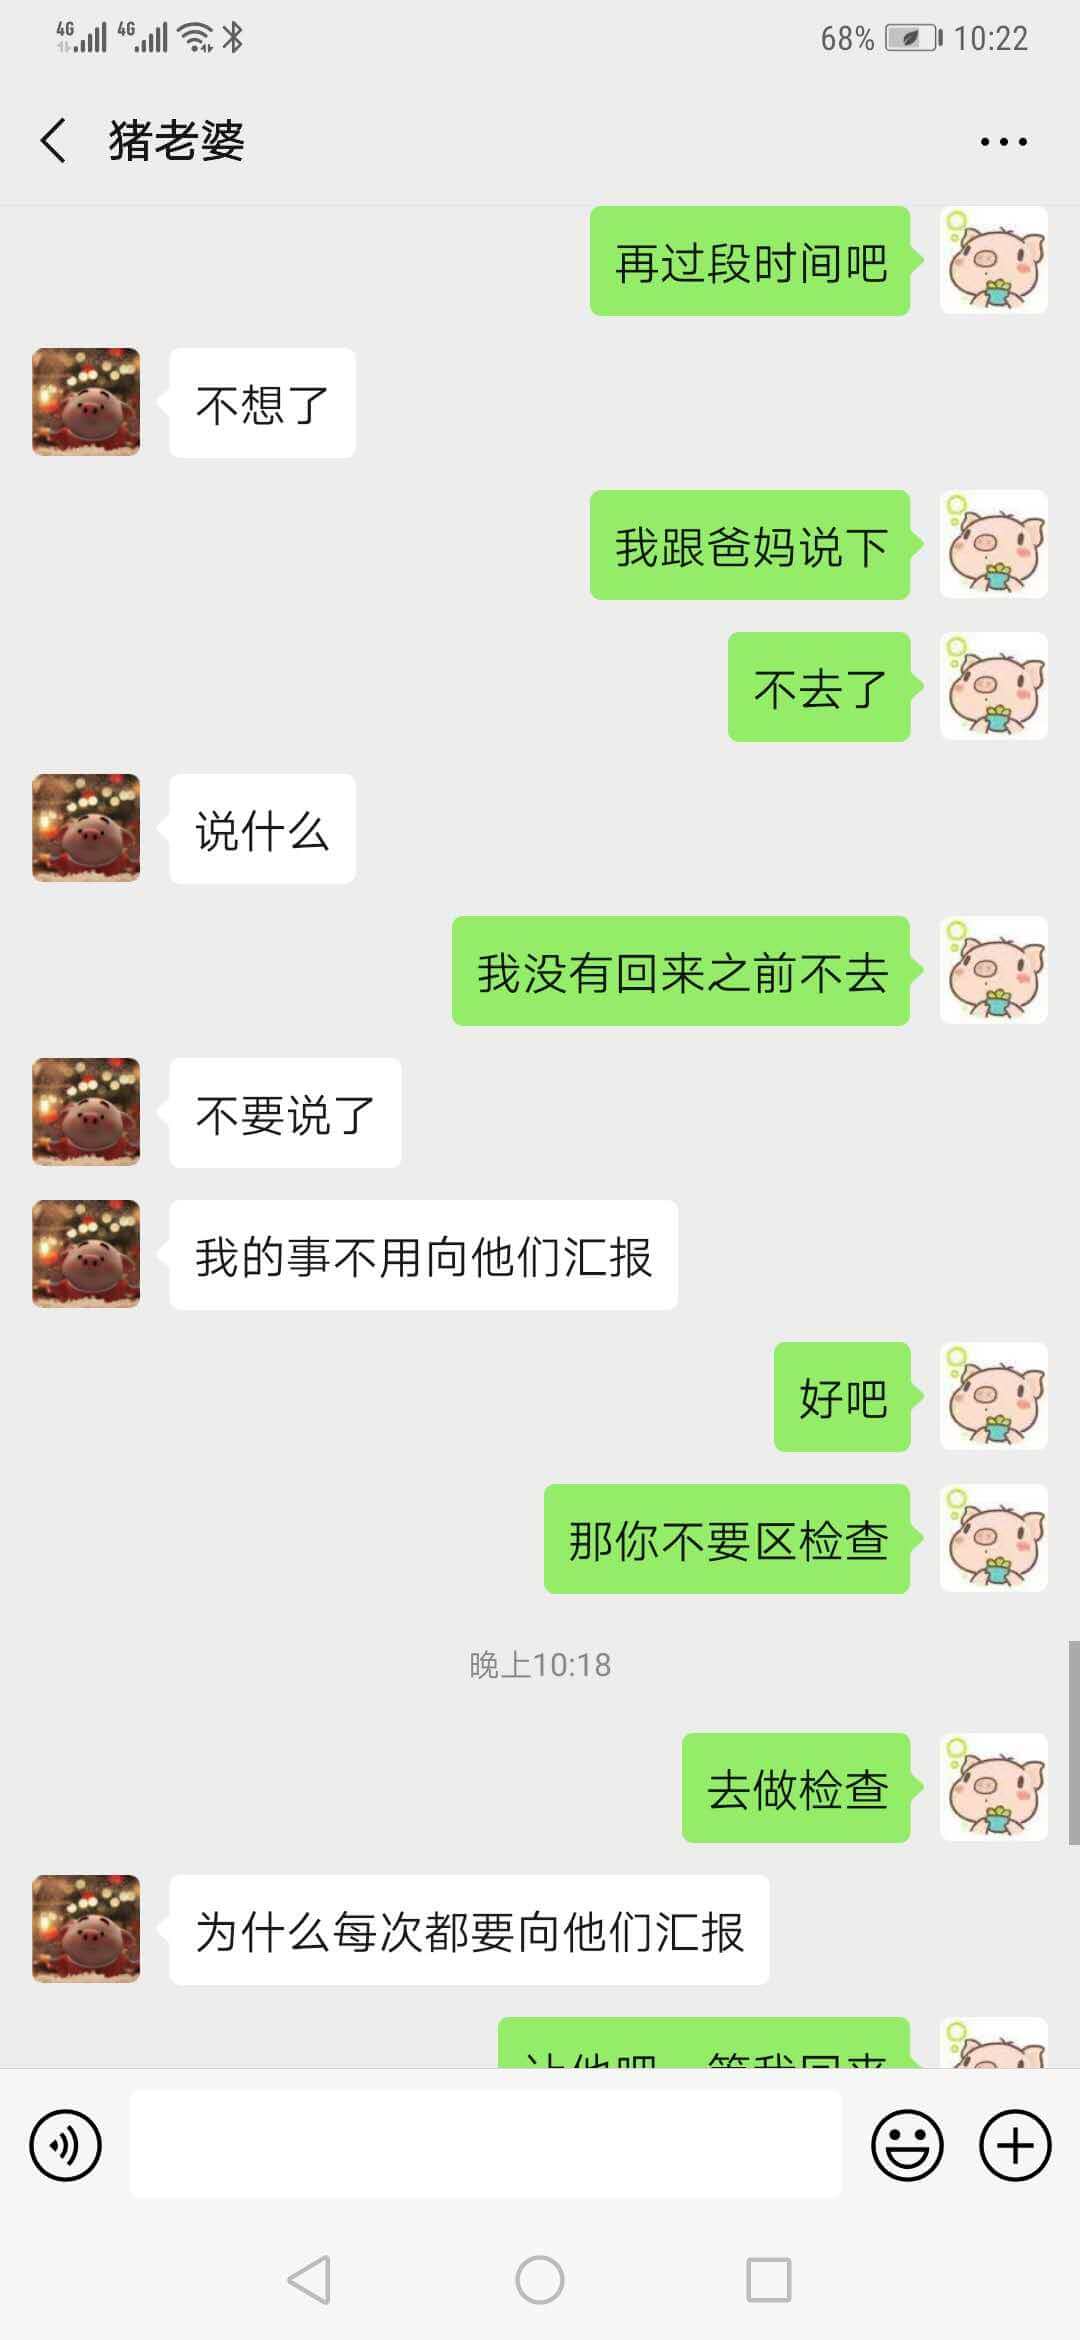 4G 4G 68% 10:22
猪老婆
再过段时间吧
不想了
我跟爸妈说下
不去了
说什么
我没有回来之前不去
不要说了
我的事不用向他们汇报
好吧
那你不要区检查
晚上10:18
去做检查
为什么每次都要向他们汇报